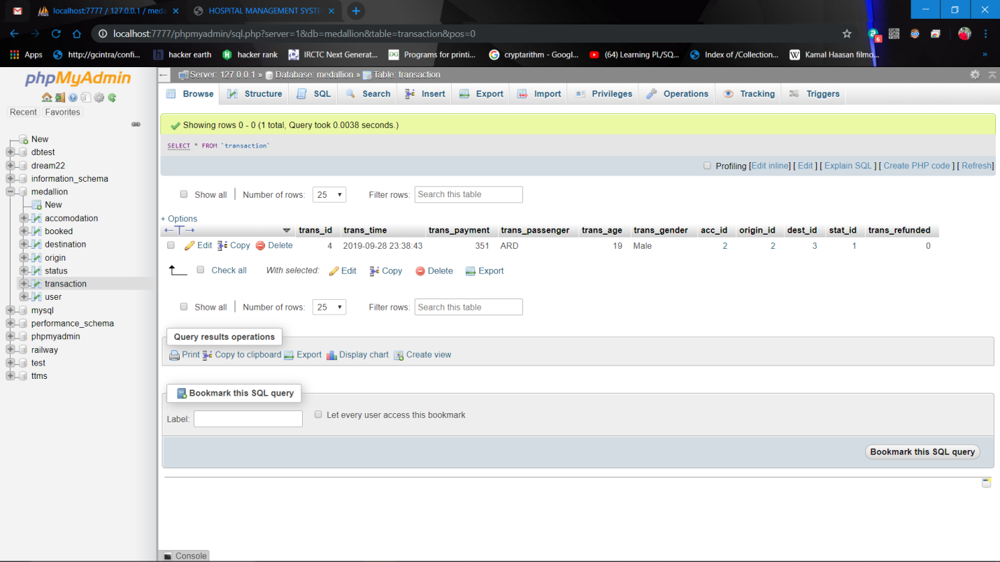 localhost:7777 / 127.0.0.1 / meda
HOSPITAL MANAGEMENT SYSTE
localhost:7777/phpmyadmin/sql.php?server=1&db=medallion&table=transaction&pos=0
6
Apps
http://gcintra/confi...
hacker earth
hacker rank
IRCTC Next Generat...
Programs for printi...
cryptarithm - Googl...
(64) Learning PL/SQ...
Index of /Collection...
Kamal Haasan filmo...
phpMyAdmin
Recent
Favorites
New
dbtest
dream22
information_schema
medallion
New
accomodation
booked
destination
origin
status
transaction
user
mysql
performance_schema
phpmyadmin
railway
test
ttms
Server: 127.0.0.1 » Database: medallion » Table: transaction
Browse Structure SQL Search Insert Export Import Privileges Operations Tracking Triggers
Showing rows 0 - 0 (1 total, Query took 0.0038 seconds.)
SELECT * FROM `transaction`
Profiling [Edit inline] [ Edit ] [ Explain SQL ] [ Create PHP code ] [ Refresh]
Show all Number of rows: 25 Filter rows: Search this table
+ Options
←T→ trans_id trans_time trans_payment trans_passenger trans_age trans_gender acc_id origin_id dest_id stat_id trans_refunded
Edit Copy Delete 4 2019-09-28 23:38:43 351 ARD 19 Male 2 2 3 1 0
Check all With selected: Edit Copy Delete Export
Show all Number of rows: 25 Filter rows: Search this table
Query results operations
Print Copy to clipboard Export Display chart Create view
Bookmark this SQL query
Label: Let every user access this bookmark
Bookmark this SQL query
Console